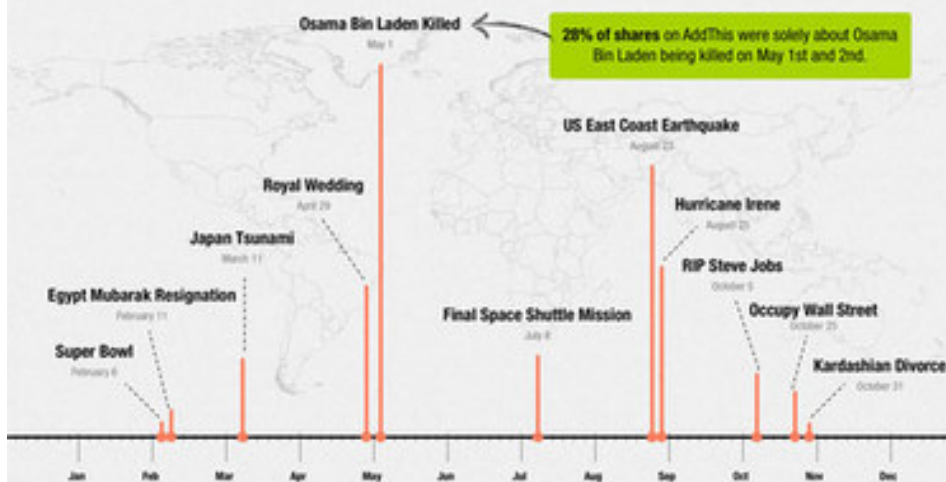 Osama Bin Laden Killed
May 1
28% of shares on AddThis were solely about Osama
Bin Laden being killed on May 1st and 2nd.
US East Coast Earthquake
August 23
Royal Wedding
April 29
Hurricane Irene
August
Japan Tsunami
March 11
RIP Steve Jobs
October 5
Egypt Mubarak Resignation
February 11
Final Space Shuttle Mission
July 8
Occupy Wall Street
October 25
Super Bowl
February 6
Kardashian Divorce
October 31
Jan Feb Mar Apr May Jun Jul Aug Sep Oct Nov Dec